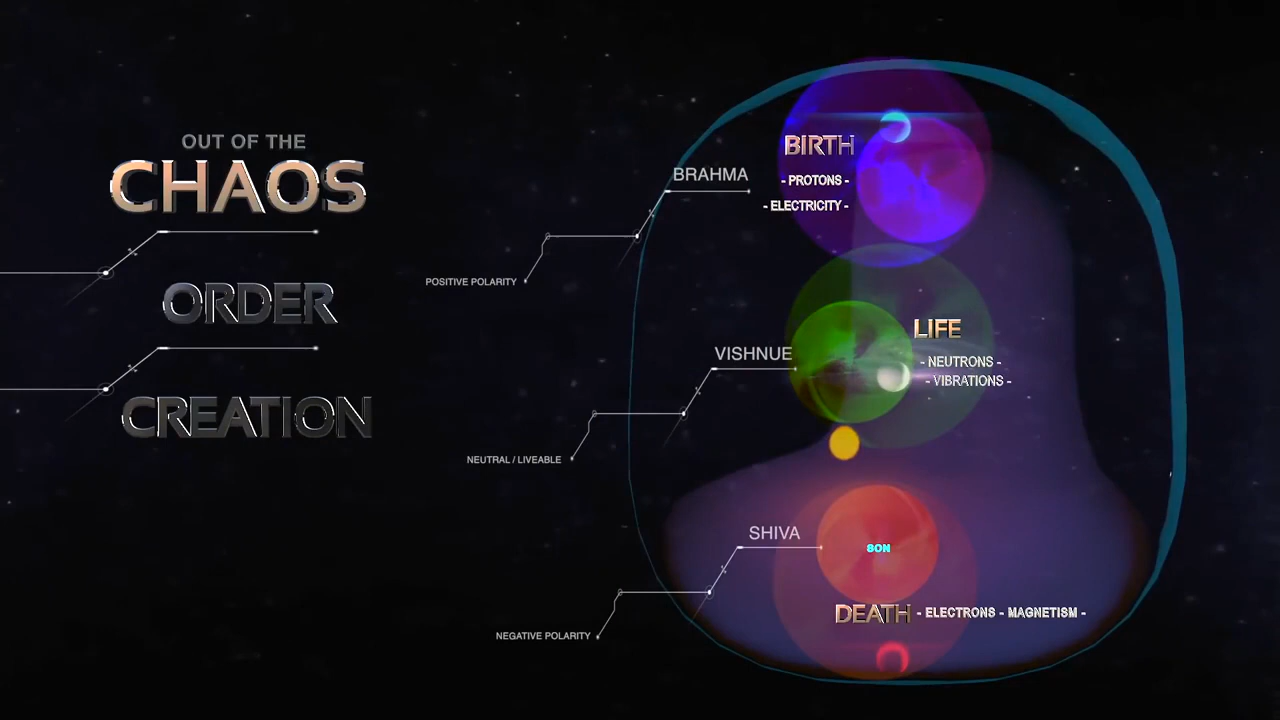 OUT OF THE
CHAOS
ORDER
CREATION
BRAHMA
POSITIVE POLARITY
BIRTH
- PROTONS -
- ELECTRICITY -
VISHNUE
NEUTRAL / LIVEABLE
LIFE
- NEUTRONS -
- VIBRATIONS -
SHIVA
NEGATIVE POLARITY
SON
DEATH - ELECTRONS - MAGNETISM -